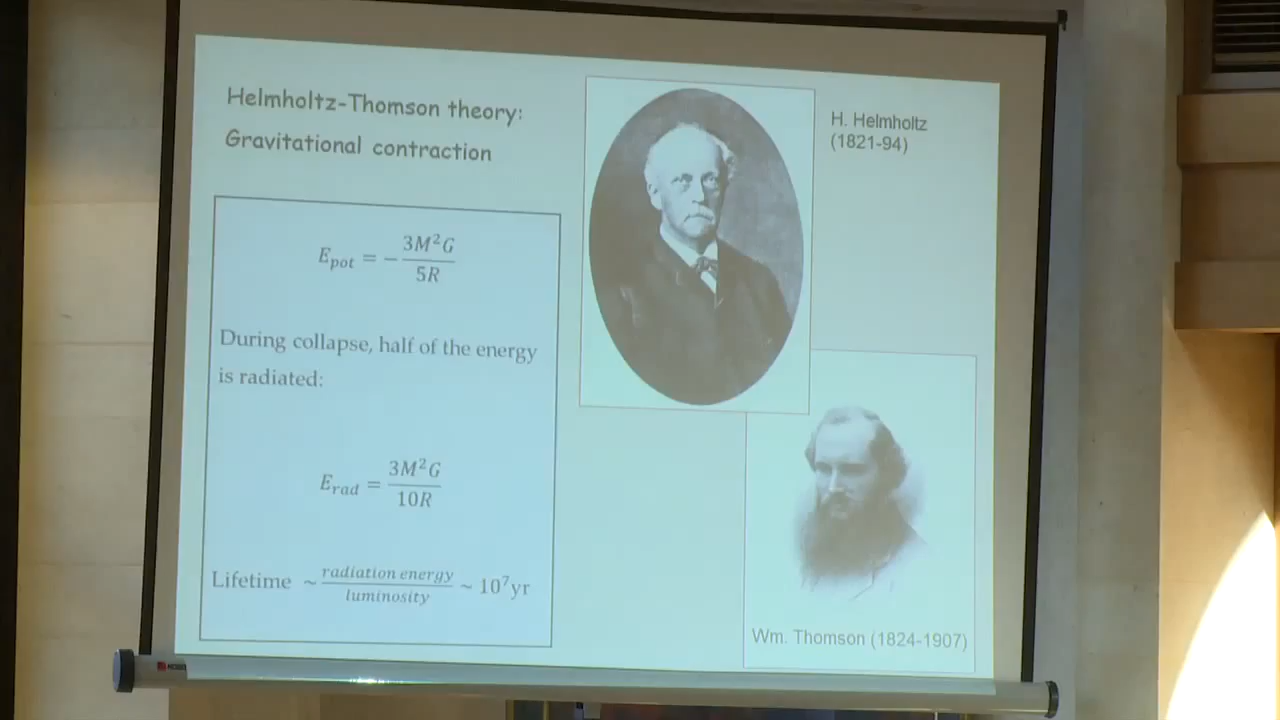 Helmholtz-Thomson theory:
Gravitational contraction
H. Helmholtz
(1821-94)
E_pot = − 3M²G / 5R
During collapse, half of the energy
is radiated:
E_rad = 3M²G / 10R
Lifetime ~ radiation energy / luminosity ~ 10⁷yr
Wm. Thomson (1824-1907)